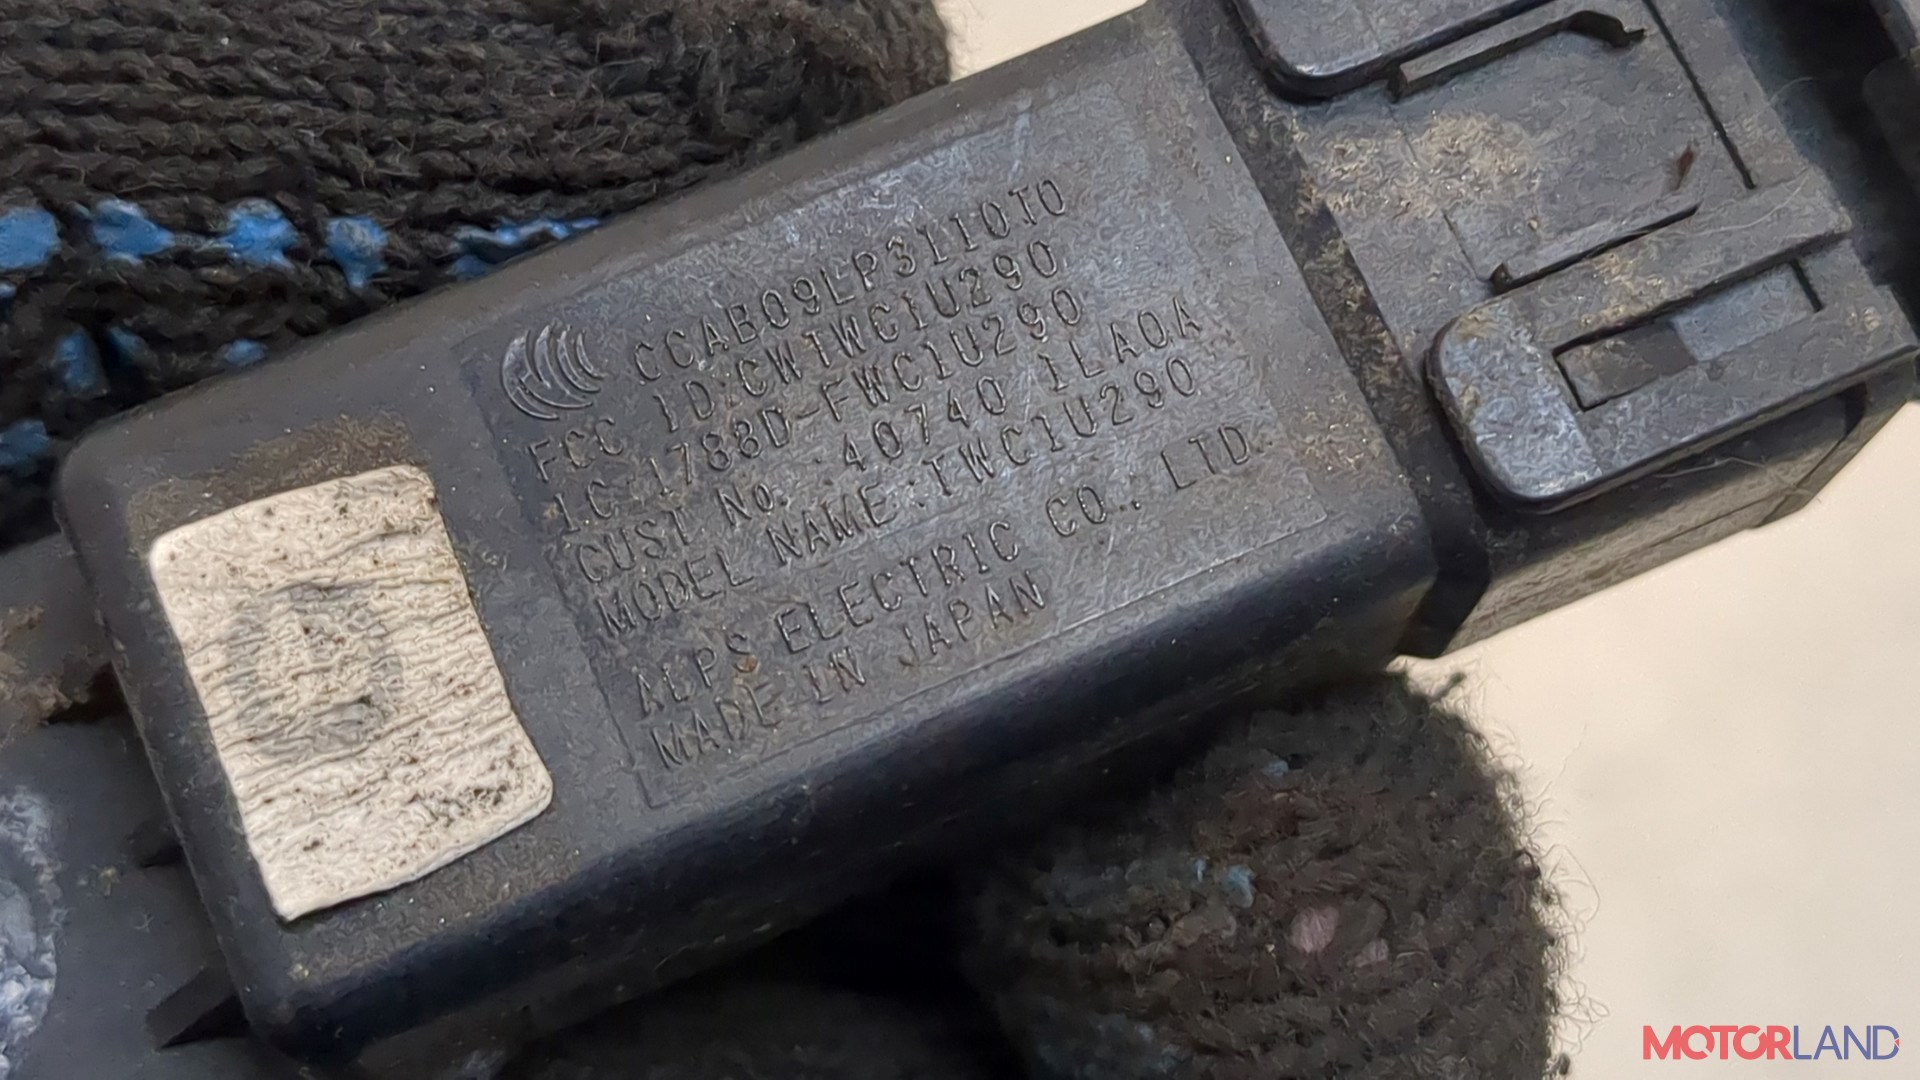 CCAB09LP3110T0
FCC ID:CWTWC1U290
I.C:1788D-FWC1U290
CUST No. :40740 1LA0A
MODEL NAME:TWC1U290
ALPS ELECTRIC CO., LTD.
MADE IN JAPAN
MOTORLAND